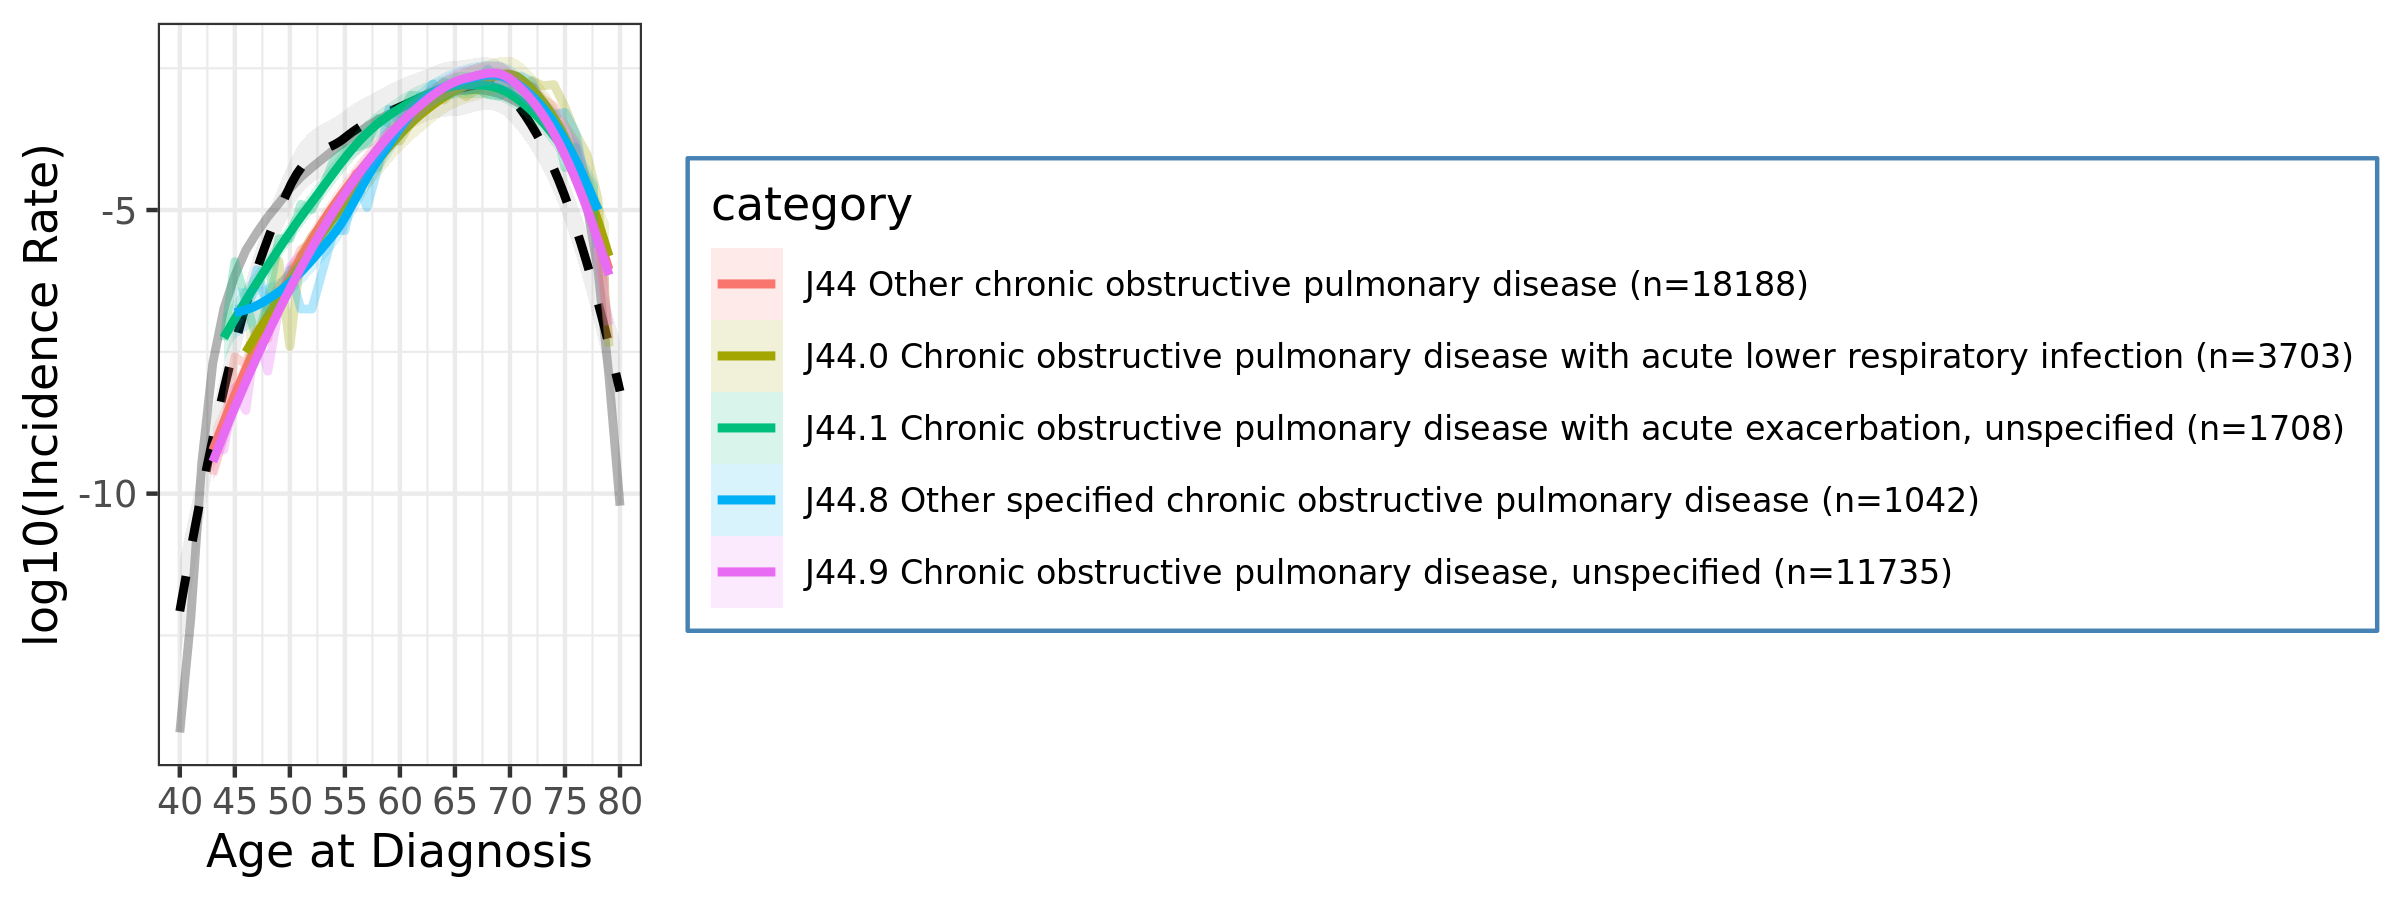 log10(Incidence Rate)
-5
-10
40 45 50 55 60 65 70 75 80
Age at Diagnosis
category
J44 Other chronic obstructive pulmonary disease (n=18188)
J44.0 Chronic obstructive pulmonary disease with acute lower respiratory infection (n=3703)
J44.1 Chronic obstructive pulmonary disease with acute exacerbation, unspecified (n=1708)
J44.8 Other specified chronic obstructive pulmonary disease (n=1042)
J44.9 Chronic obstructive pulmonary disease, unspecified (n=11735)